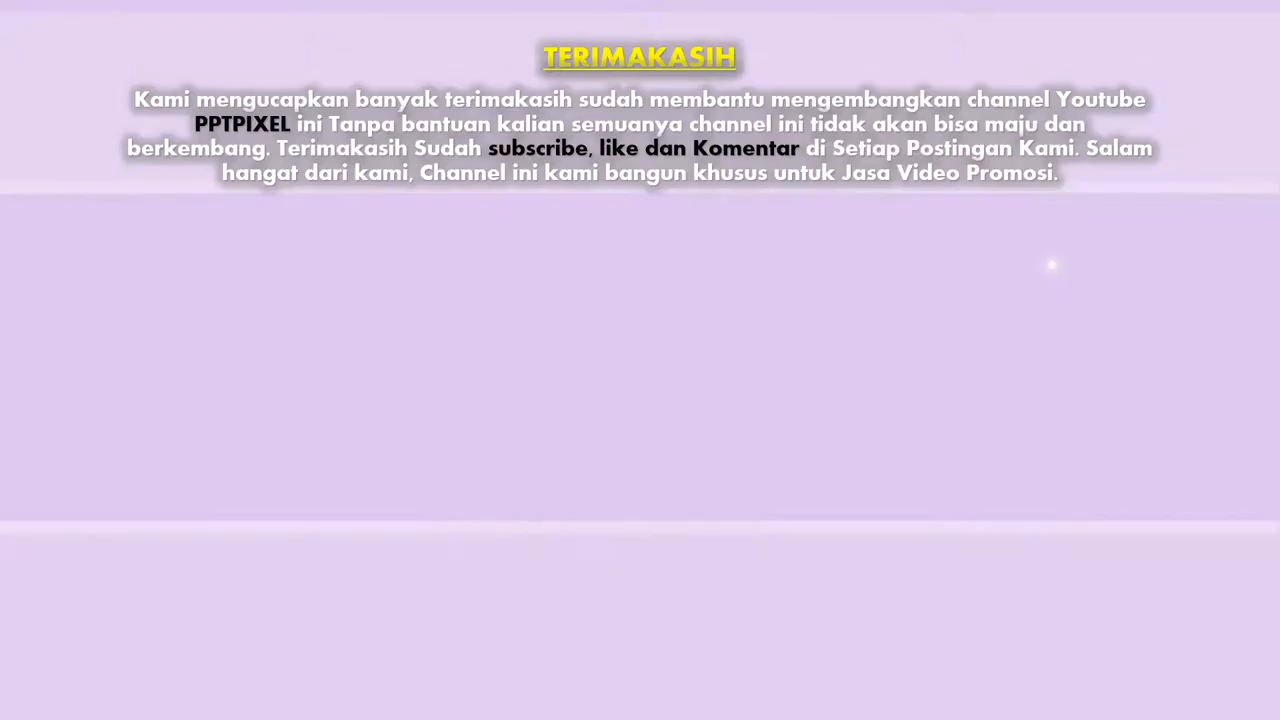 TERIMAKASIH
Kami mengucapkan banyak terimakasih sudah membantu mengembangkan channel Youtube
PPTPIXEL ini Tanpa bantuan kalian semuanya channel ini tidak akan bisa maju dan
berkembang. Terimakasih Sudah subscribe, like dan Komentar di Setiap Postingan Kami. Salam
hangat dari kami, Channel ini kami bangun khusus untuk Jasa Video Promosi.